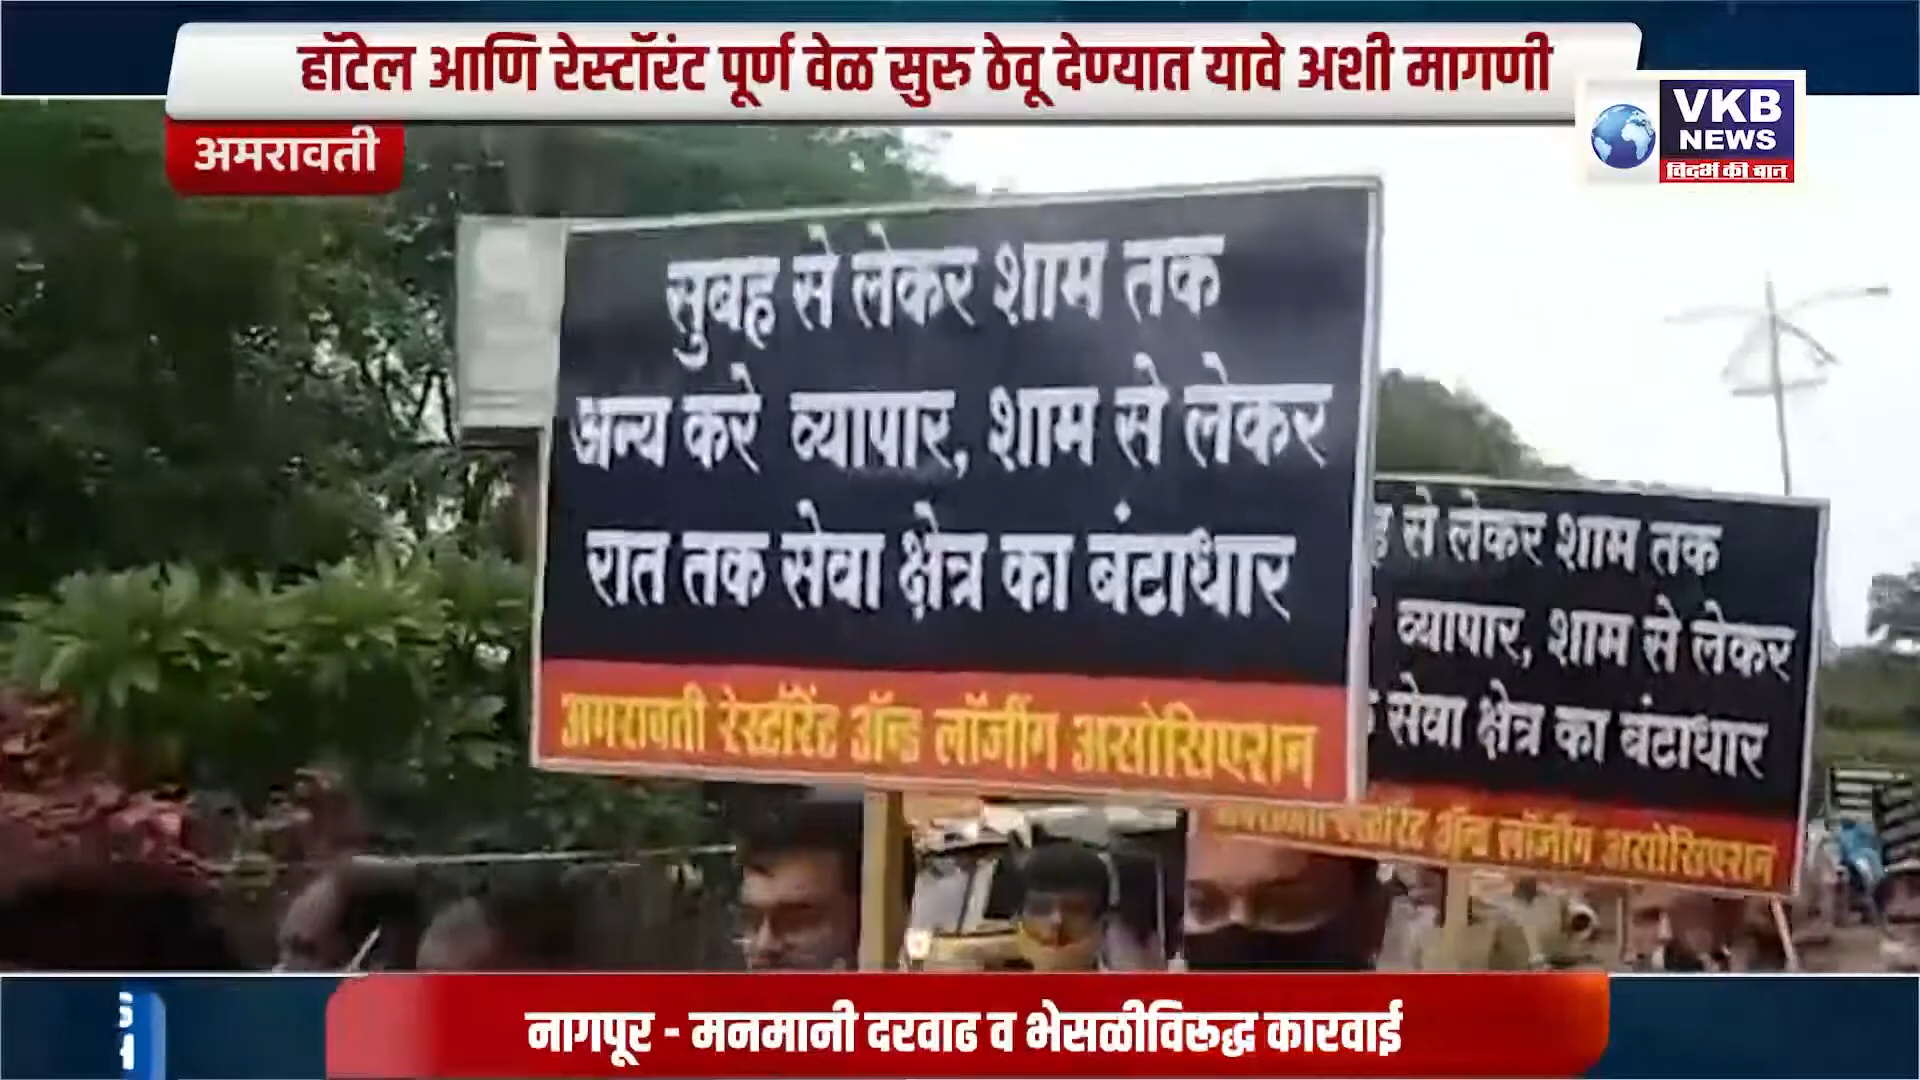 हॉटेल आणि रेस्टॉरंट पूर्ण वेळ सुरु ठेवू देण्यात यावे अशी मागणी
अमरावती
VKB
NEWS
विदर्भ की बात
सुबह से लेकर शाम तक
अन्य करे व्यापार, शाम से लेकर
रात तक सेवा क्षेत्र का बंटाधार
अमरावती रेस्टॉरेंट अ‍ॅन्ड लॉजींग असोसिएशन
से लेकर शाम तक
व्यापार, शाम से लेकर
सेवा क्षेत्र का बंटाधार
अ‍ॅन्ड लॉजींग असोसिएशन
नागपूर - मनमानी दरवाढ व भेसळीविरूद्ध कारवाई